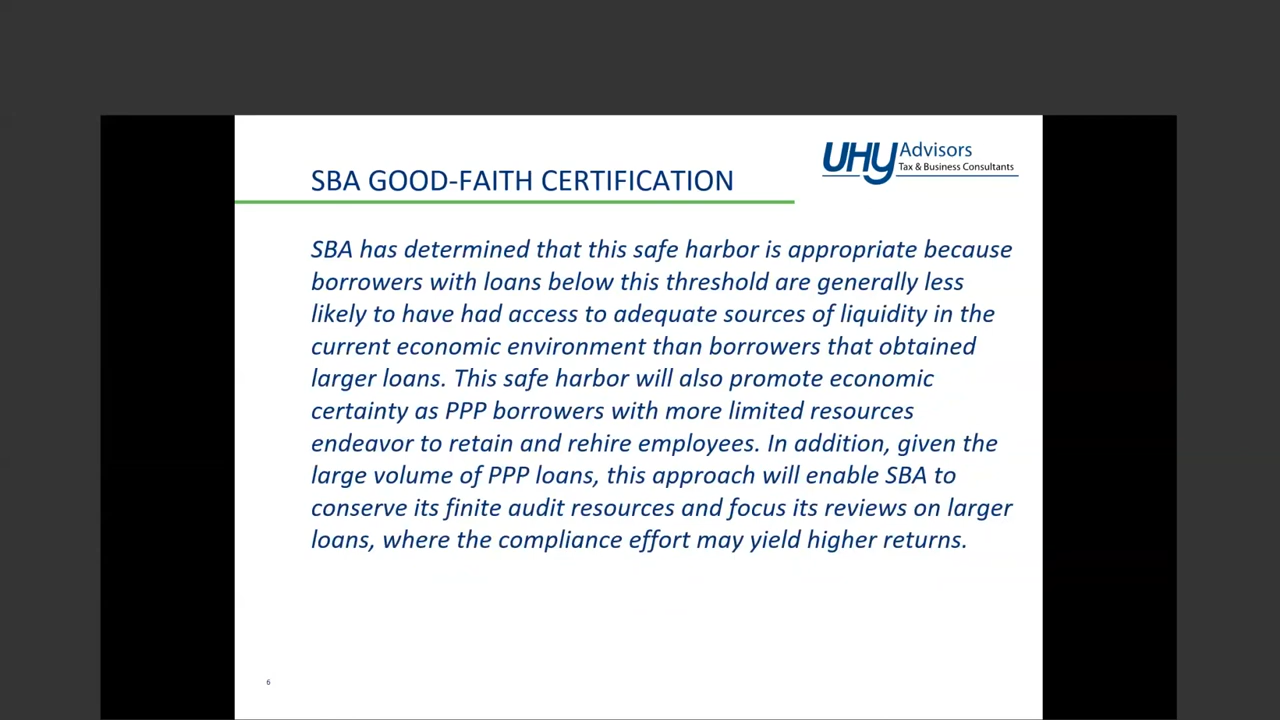 UHY Advisors
Tax & Business Consultants
SBA GOOD-FAITH CERTIFICATION
SBA has determined that this safe harbor is appropriate because
borrowers with loans below this threshold are generally less
likely to have had access to adequate sources of liquidity in the
current economic environment than borrowers that obtained
larger loans. This safe harbor will also promote economic
certainty as PPP borrowers with more limited resources
endeavor to retain and rehire employees. In addition, given the
large volume of PPP loans, this approach will enable SBA to
conserve its finite audit resources and focus its reviews on larger
loans, where the compliance effort may yield higher returns.
6